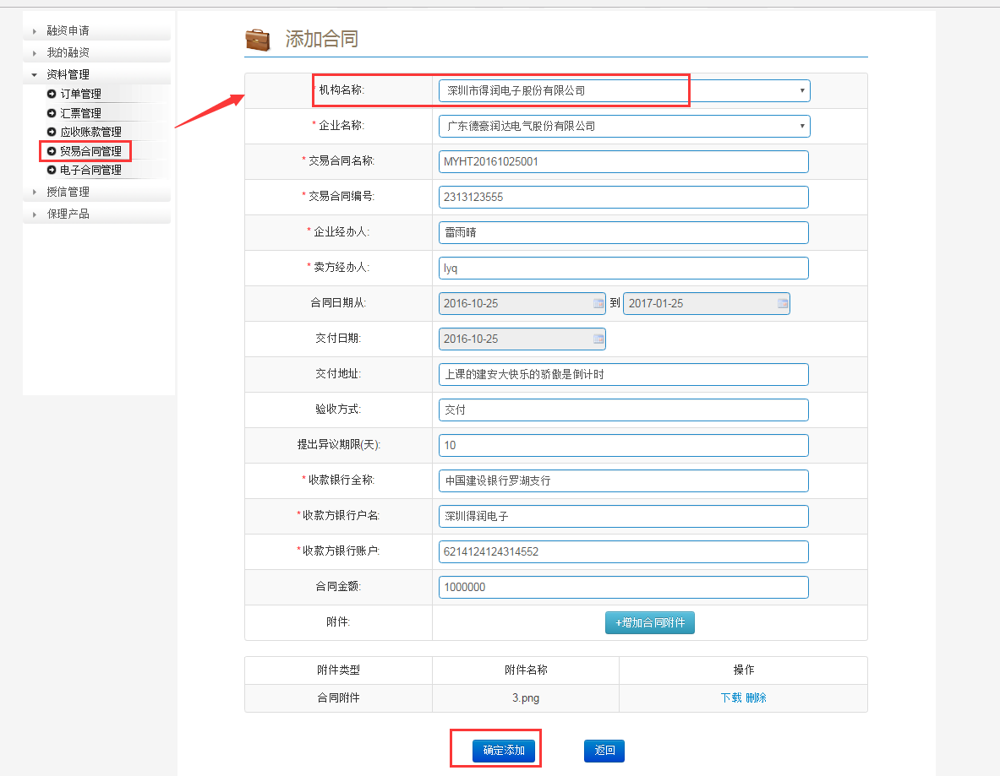 融资申请
我的融资
资料管理
订单管理
汇票管理
应收账款管理
贸易合同管理
电子合同管理
授信管理
保理产品
添加合同
* 机构名称: 深圳市得润电子股份有限公司
* 企业名称: 广东德豪润达电气股份有限公司
* 交易合同名称: MYHT20161025001
* 交易合同编号: 2313123555
* 企业经办人: 雷雨晴
* 卖方经办人: lyq
合同日期从: 2016-10-25 到 2017-01-25
交付日期: 2016-10-25
交付地址: 上课的建安大快乐的骄傲是倒计时
验收方式: 交付
提出异议期限(天): 10
* 收款银行全称: 中国建设银行罗湖支行
*收款方银行户名: 深圳得润电子
*收款方银行账户: 6214124124314552
合同金额: 1000000
附件: +增加合同附件
附件类型 附件名称 操作
合同附件 3.png 下载 删除
确定添加 返回